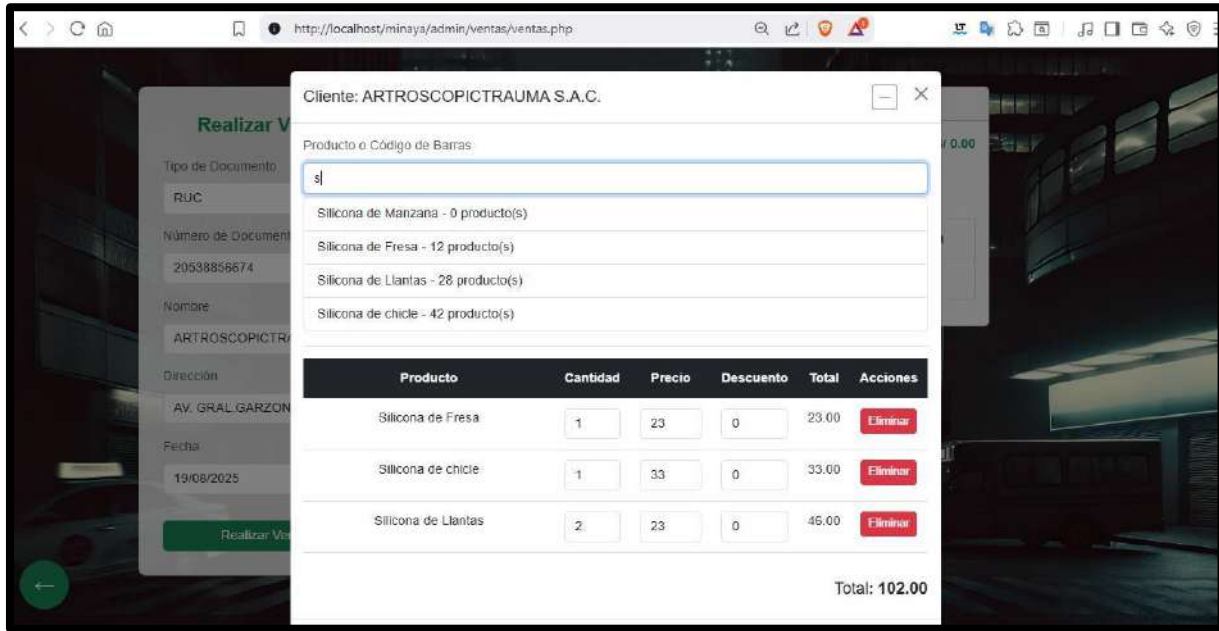 http://localhost/minaya/admin/ventas/ventas.php
Cliente: ARTROSCOPICTRAUMA S.A.C.
Realizar V
/ 0.00
Producto o Código de Barras
Tipo de Documento
s
RUC
Silicona de Manzana - 0 producto(s)
Número de Document
Silicona de Fresa - 12 producto(s)
20538856674
Silicona de Llantas - 28 producto(s)
Nombre
Silicona de chicle - 42 producto(s)
ARTROSCOPICTRA
Dirección
Producto Cantidad Precio Descuento Total Acciones
AV. GRAL.GARZON
Silicona de Fresa 1 23 0 23.00 Eliminar
Fecha
19/08/2025
Silicona de chicle 1 33 0 33.00 Eliminar
Silicona de Llantas 2 23 0 46.00 Eliminar
Realizar Ve
Total: 102.00